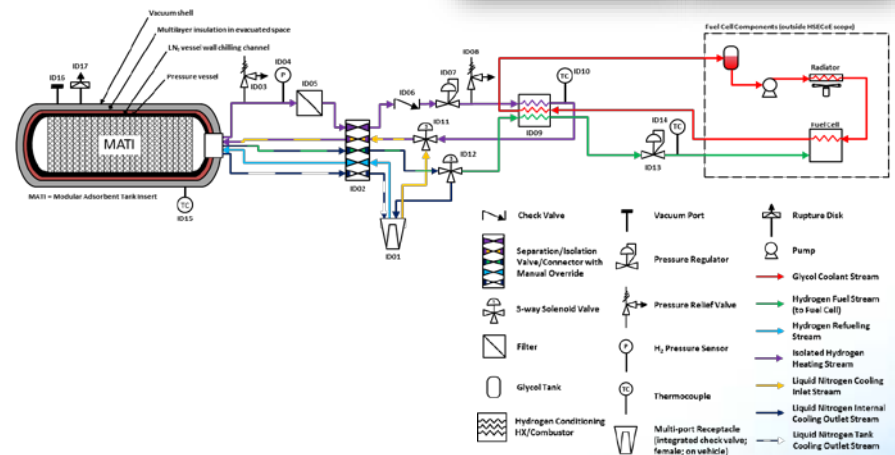 Vacuum shell
Multilayer insulation in evacuated space
LN₂ vessel wall chilling channel
Pressure vessel
ID16
ID17
ID04
P
ID03
ID05
ID06
ID07
ID08
TC
ID10
ID09
ID11
ID12
ID14
TC
ID13
ID02
ID01
TC
ID15
MATI
MATI = Modular Adsorbent Tank Insert
Fuel Cell Components (outside HSECoE scope)
Radiator
Fuel Cell
Check Valve
Separation/Isolation
Valve/Connector with
Manual Override
3-way Solenoid Valve
Filter
Glycol Tank
Hydrogen Conditioning
HX/Combustor
Vacuum Port
Pressure Regulator
Pressure Relief Valve
P
H₂ Pressure Sensor
TC
Thermocouple
Multi-port Receptacle
(integrated check valve;
female; on vehicle)
Rupture Disk
Pump
Glycol Coolant Stream
Hydrogen Fuel Stream
(to Fuel Cell)
Hydrogen Refueling
Stream
Isolated Hydrogen
Heating Stream
Liquid Nitrogen Cooling
Inlet Stream
Liquid Nitrogen Internal
Cooling Outlet Stream
Liquid Nitrogen Tank
Cooling Outlet Stream